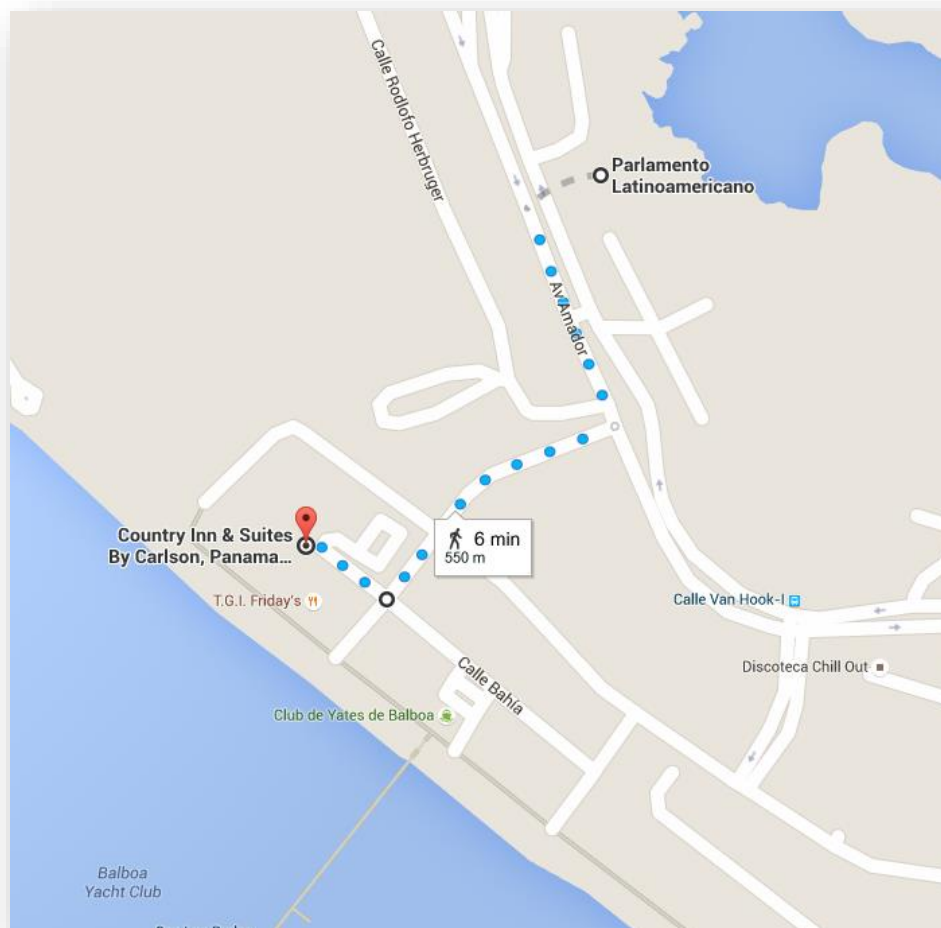 Calle Rodlofo Herbruger
Parlamento
Latinoamericano
Av Amador
Country Inn & Suites
By Carlson, Panama...
6 min
550 m
T.G.I. Friday's
Calle Van Hook-I
Discoteca Chill Out
Calle Bahía
Club de Yates de Balboa
Balboa
Yacht Club